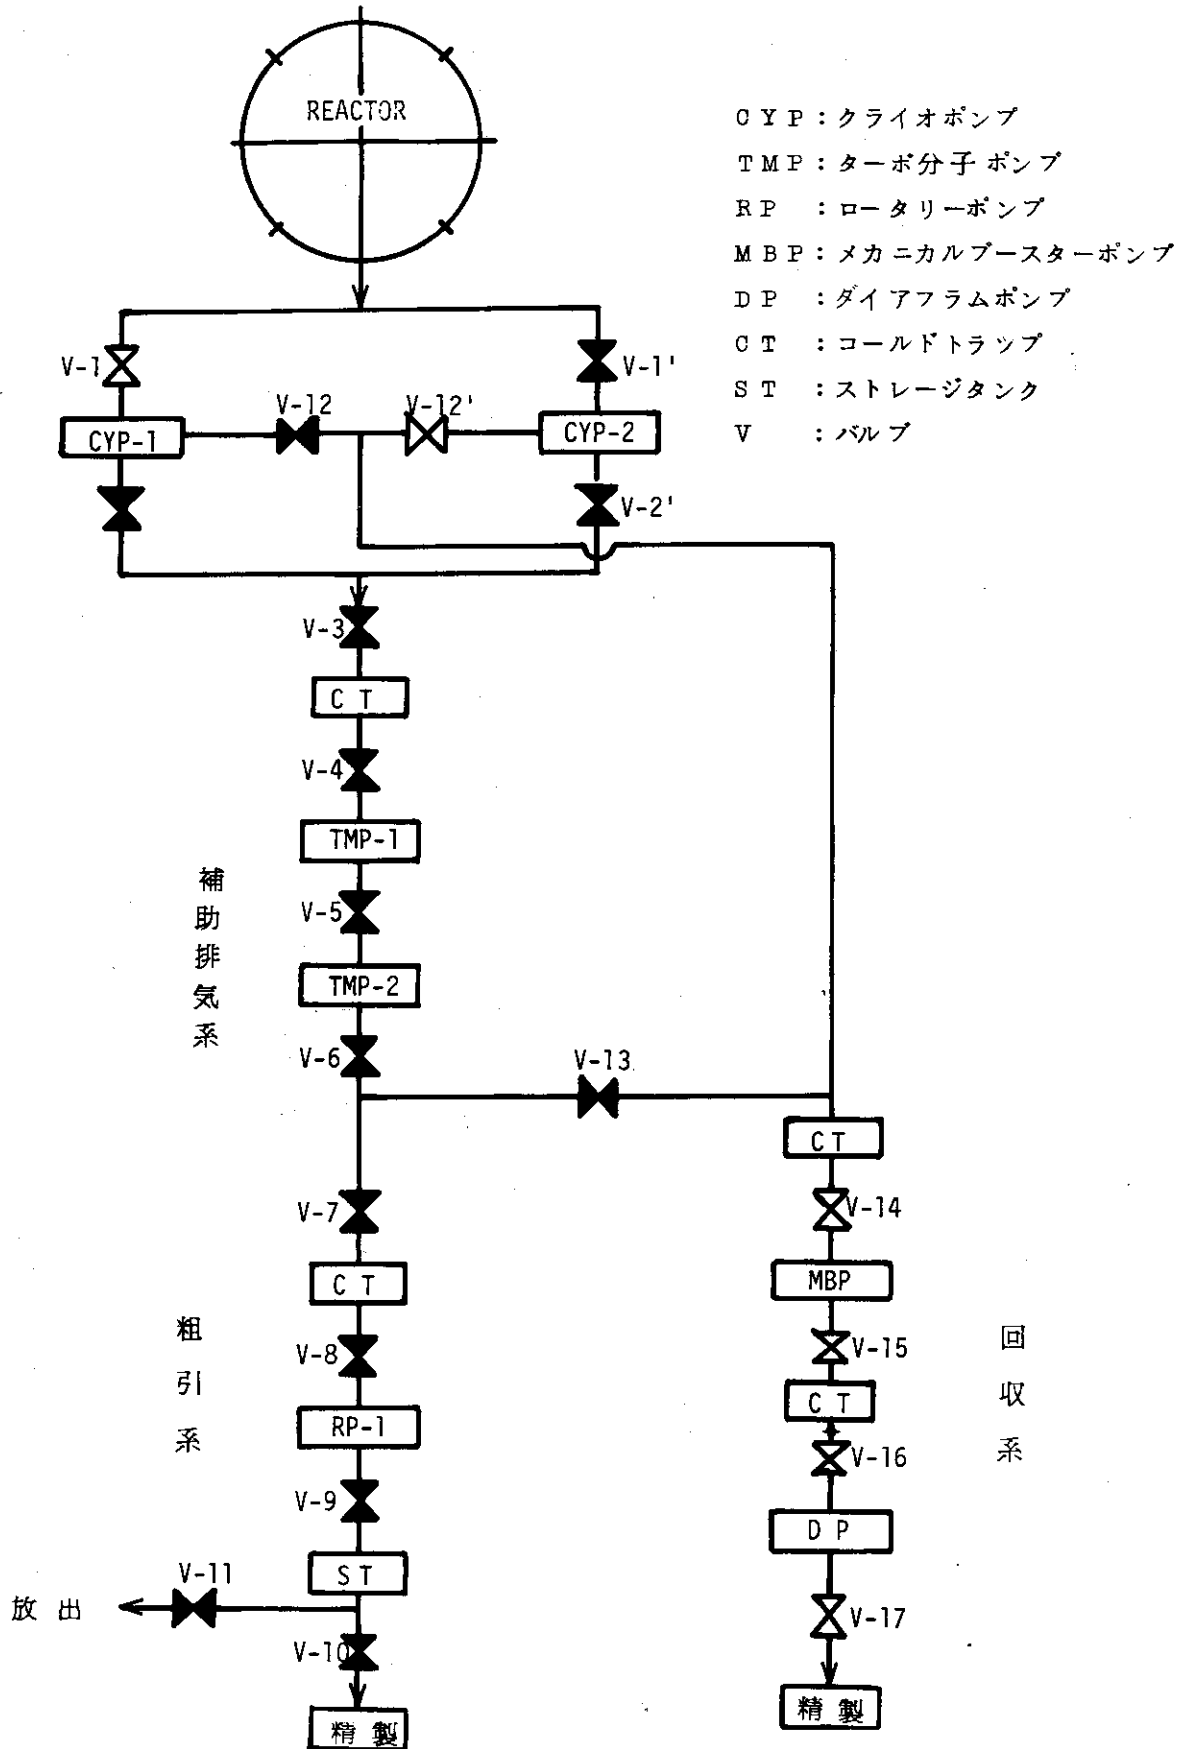 REACTOR
CYP:クライオポンプ
TMP:ターボ分子ポンプ
RP :ロータリーポンプ
MBP:メカニカルブースターポンプ
DP :ダイアフラムポンプ
CT :コールドトラップ
ST :ストレージタンク
V :バルブ
V-1
V-1'
V-12
V-12'
CYP-1
CYP-2
V-2'
V-3
CT
V-4
TMP-1
補助排気系
V-5
TMP-2
V-6
V-13
CT
V-7
V-14
CT
MBP
粗引系
回収系
V-8
V-15
CT
RP-1
V-16
V-9
DP
ST
V-11
放出
V-17
V-10
精製
精製